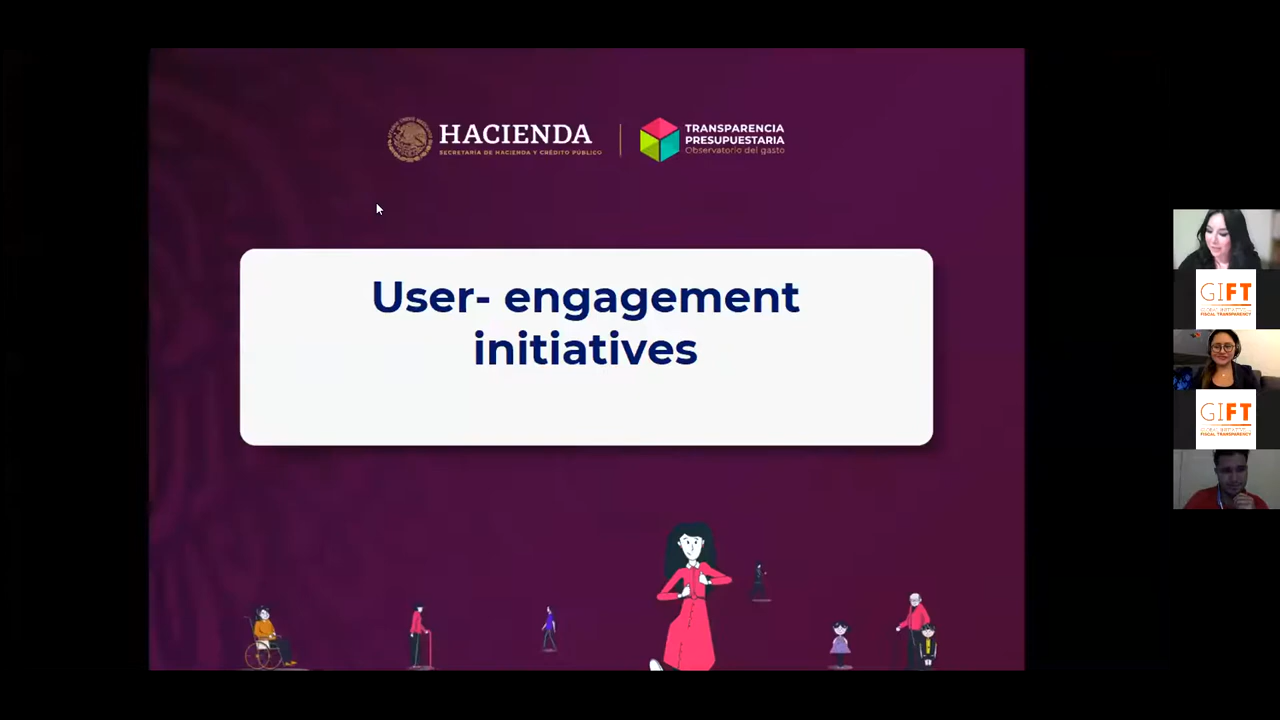 HACIENDA
SECRETARÍA DE HACIENDA Y CRÉDITO PÚBLICO
TRANSPARENCIA
PRESUPUESTARIA
Observatorio del gasto
User- engagement
initiatives
GIFT
FISCAL TRANSPARENCY
GIFT
FISCAL TRANSPARENCY